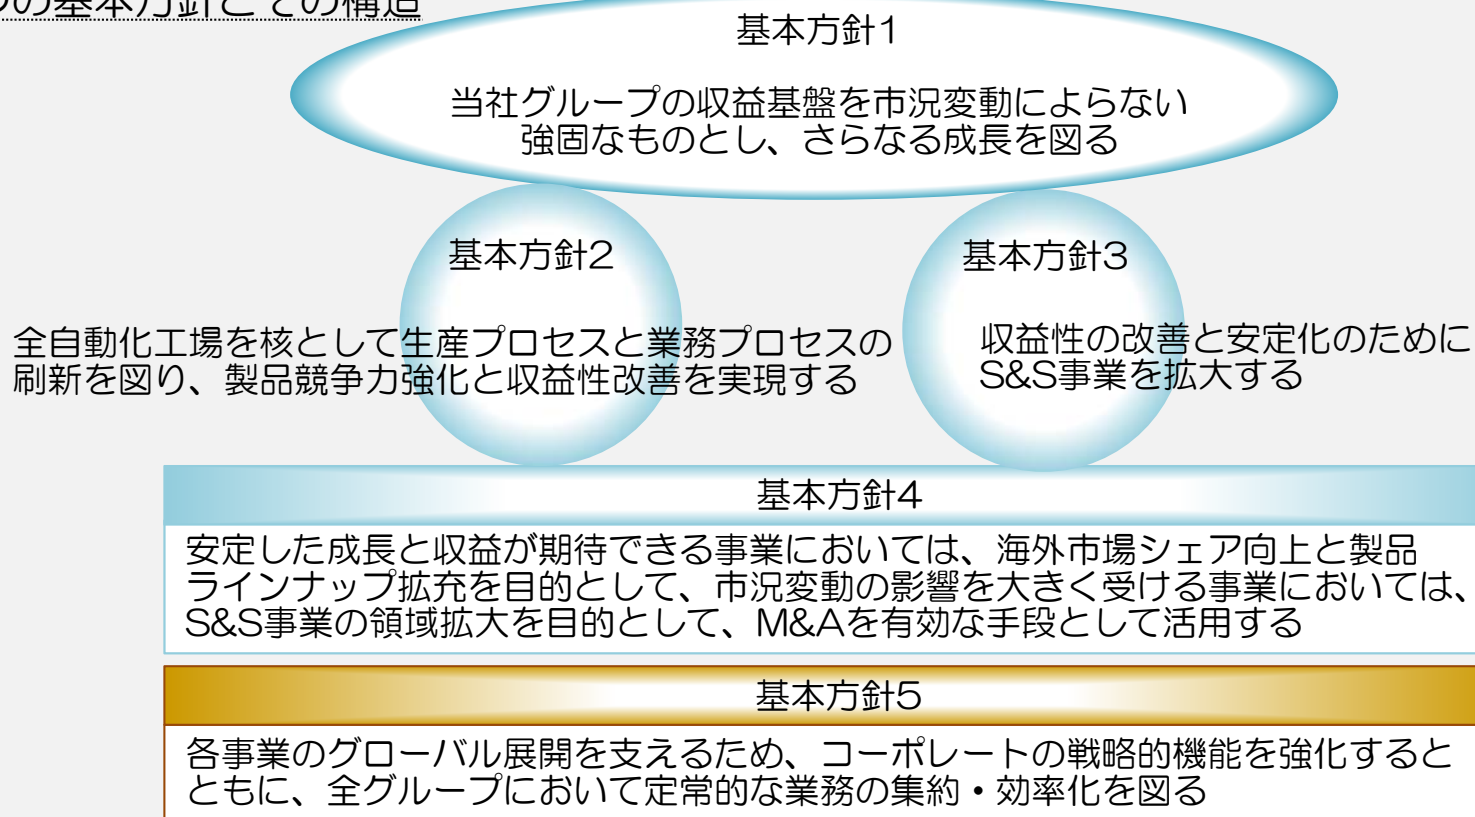 の基本方針とその構造
基本方針1
当社グループの収益基盤を市況変動によらない
強固なものとし、さらなる成長を図る
基本方針2
全自動化工場を核として生産プロセスと業務プロセスの
刷新を図り、製品競争力強化と収益性改善を実現する
基本方針3
収益性の改善と安定化のために
S&S事業を拡大する
基本方針4
安定した成長と収益が期待できる事業においては、海外市場シェア向上と製品
ラインナップ拡充を目的として、市況変動の影響を大きく受ける事業においては、
S&S事業の領域拡大を目的として、M&Aを有効な手段として活用する
基本方針5
各事業のグローバル展開を支えるため、コーポレートの戦略的機能を強化すると
ともに、全グループにおいて定常的な業務の集約・効率化を図る